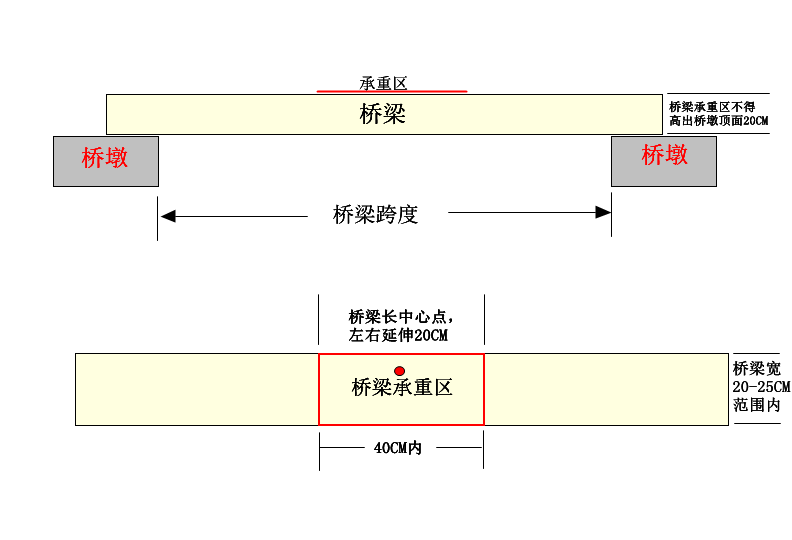 承重区
桥梁
桥梁承重区不得
高出桥墩顶面20CM
桥墩
桥墩
桥梁跨度
桥梁长中心点，
左右延伸20CM
桥梁承重区
桥梁宽
20-25CM
范围内
40CM内